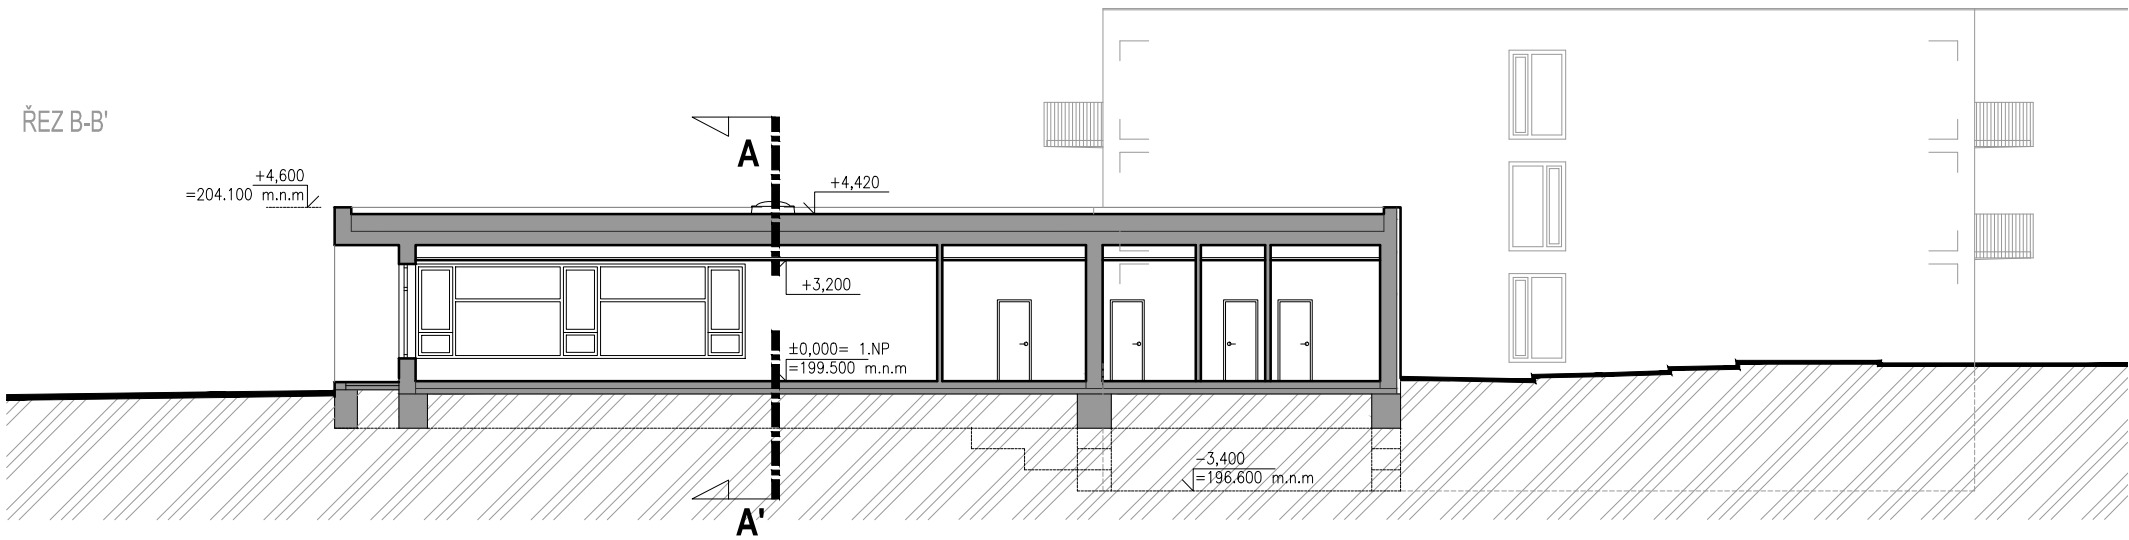 ŘEZ B-B'
A
+4,600
=204.100 m.n.m
+4,420
+3,200
±0,000= 1.NP
=199.500 m.n.m
-3,400
=196.600 m.n.m
A'